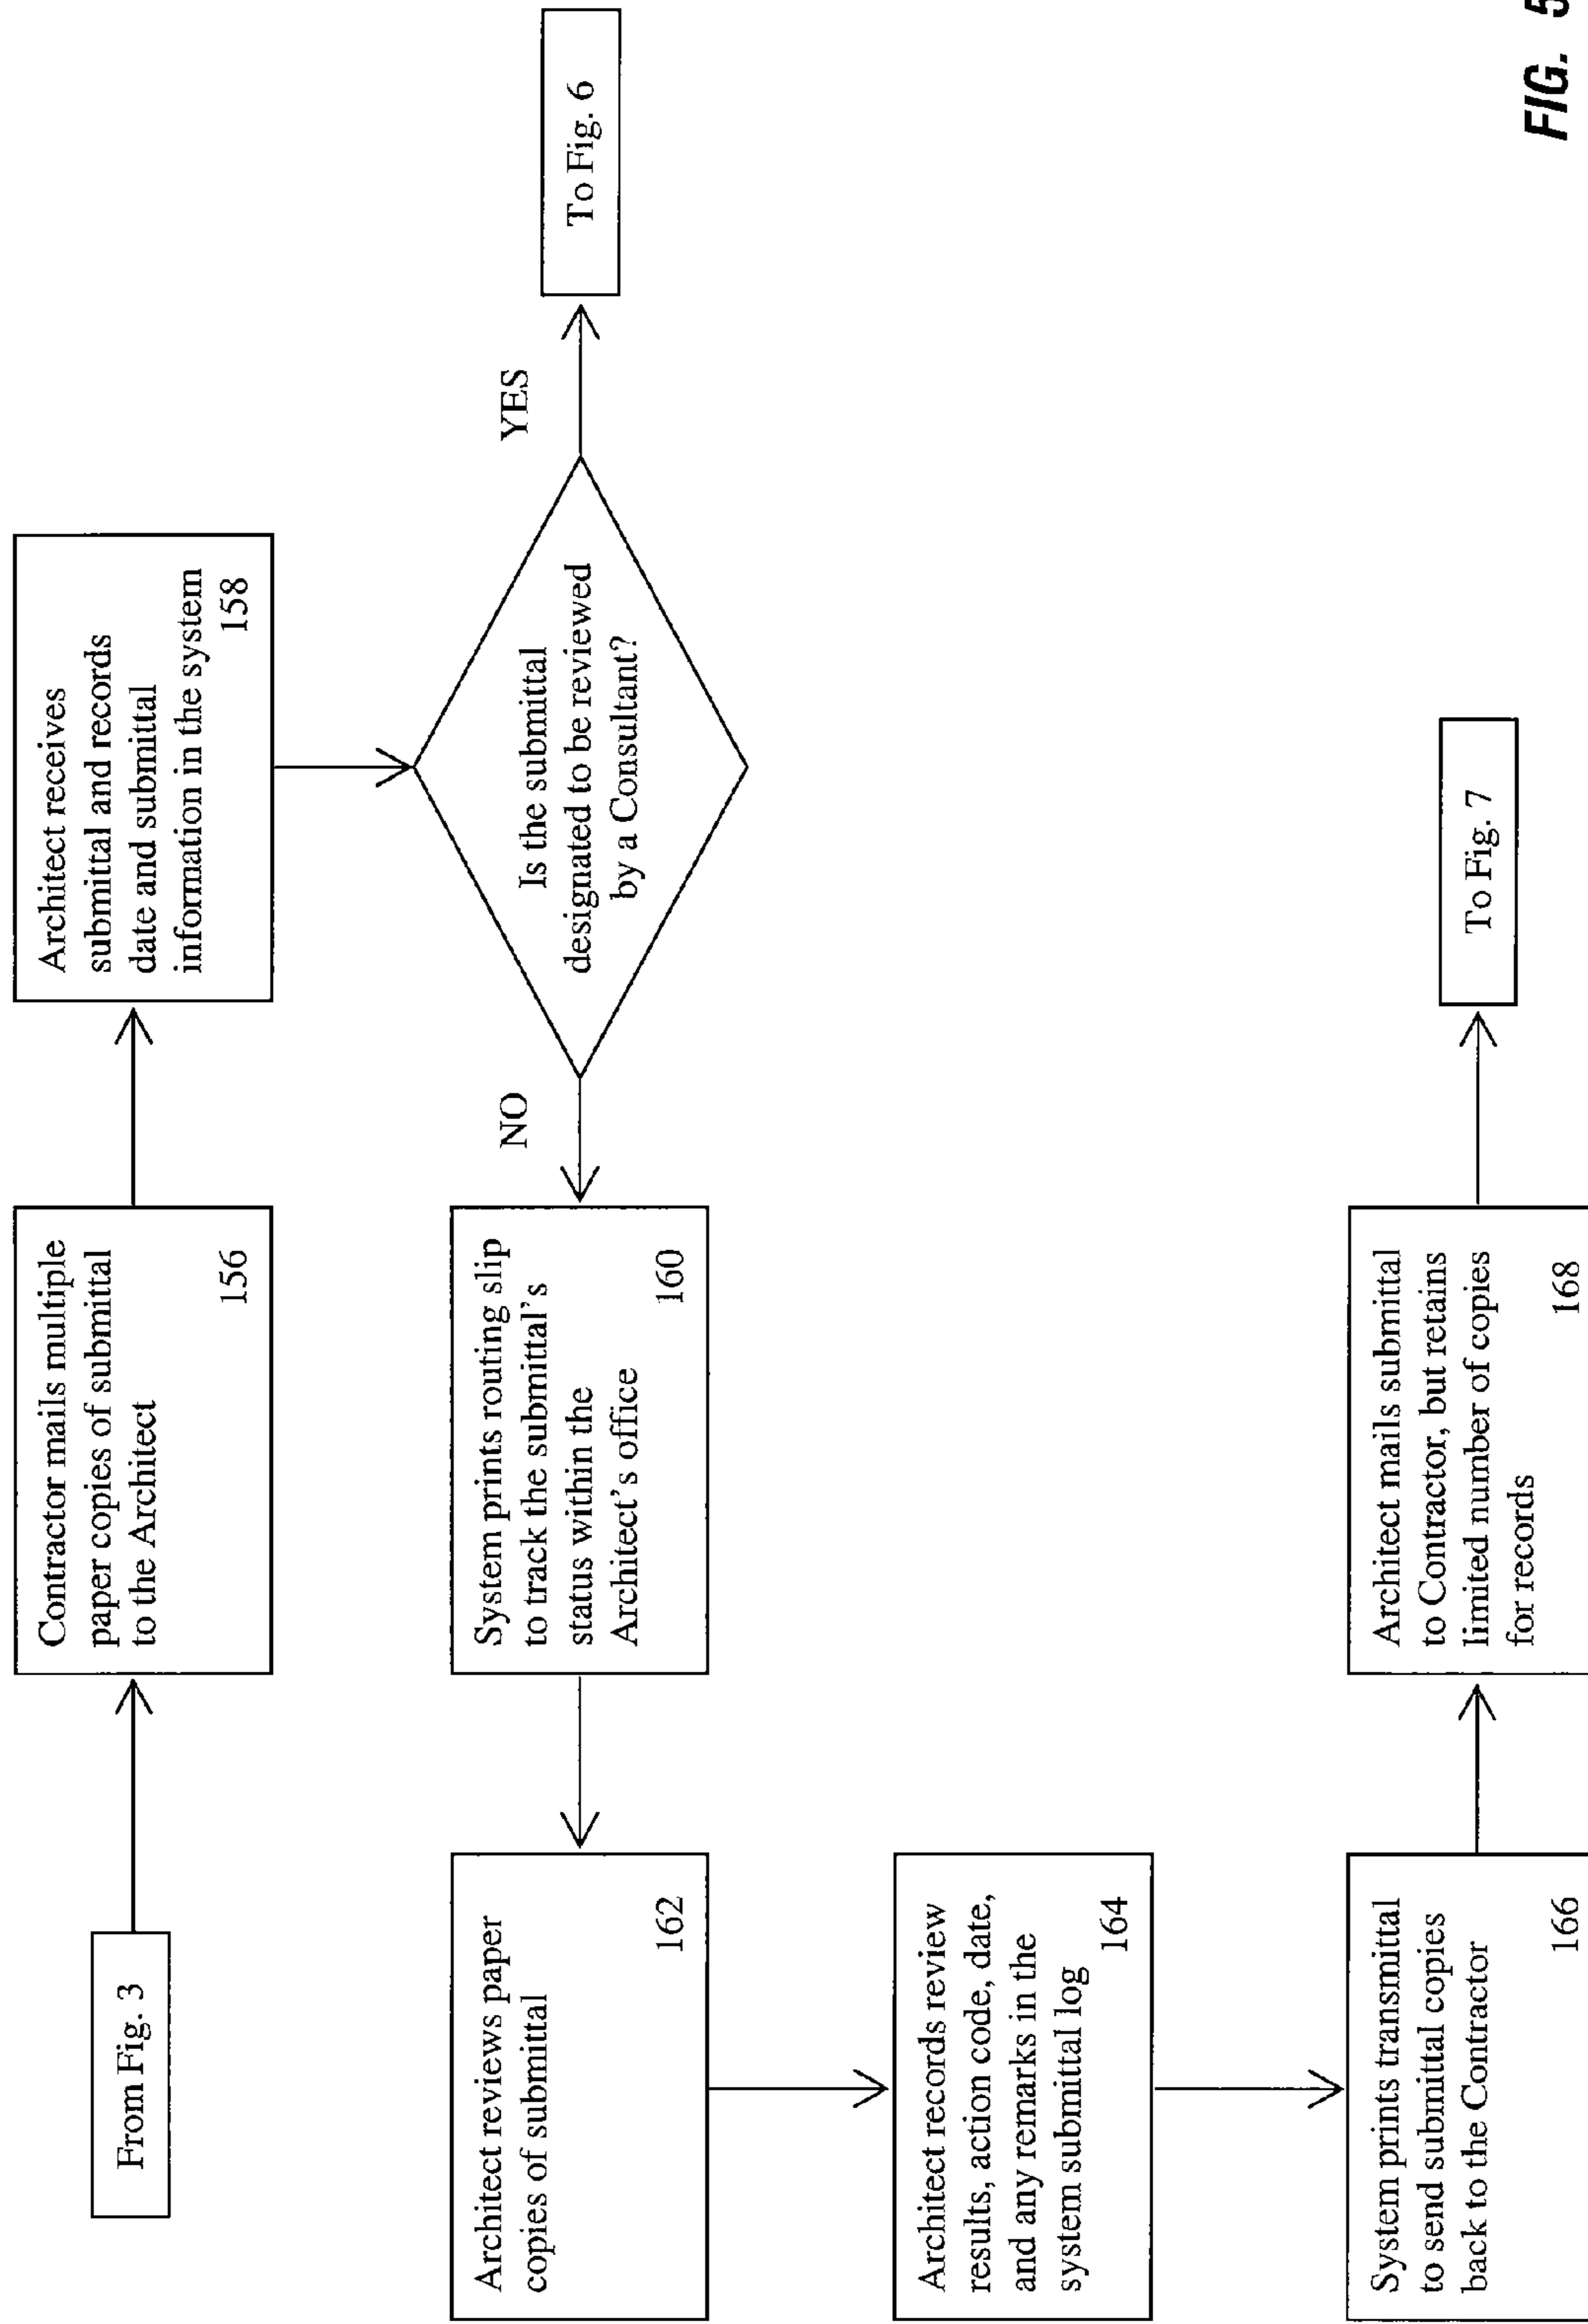 From Fig. 3
Contractor mails multiple
paper copies of submittal
to the Architect
156
Architect receives
submittal and records
date and submittal
information in the system
158
Is the submittal
designated to be reviewed
by a Consultant?
YES
To Fig. 6
NO
System prints routing slip
to track the submittal's
status within the
Architect's office
160
Architect reviews paper
copies of submittal
162
Architect records review
results, action code, date,
and any remarks in the
system submittal log
164
System prints transmittal
to send submittal copies
back to the Contractor
166
Architect mails submittal
to Contractor, but retains
limited number of copies
for records
168
To Fig. 7
FIG. 5